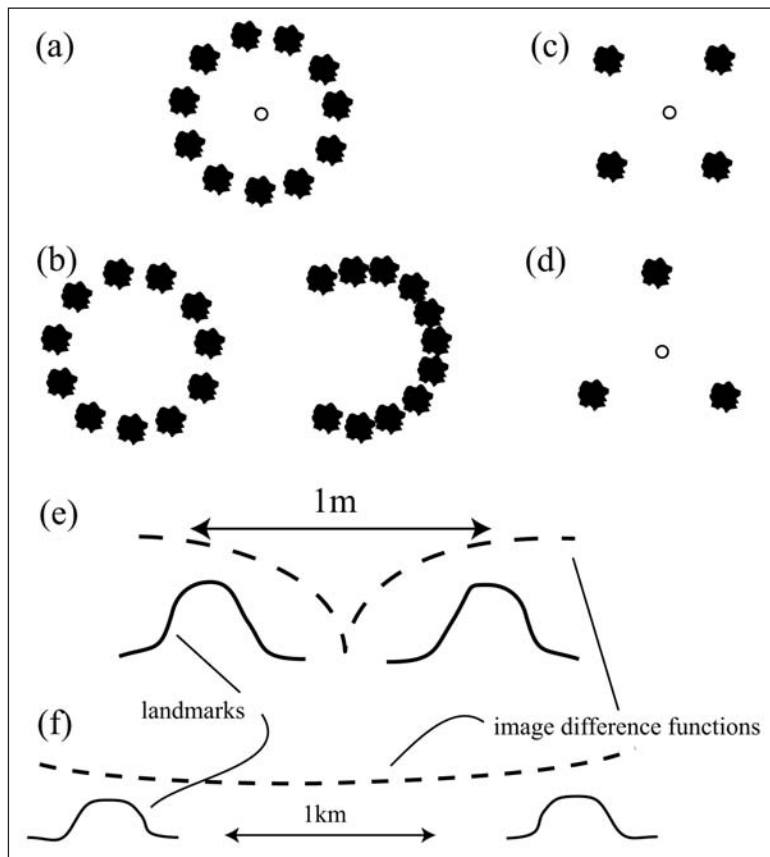 (a)
(c)
(b)
(d)
(e)
1m
landmarks
image difference functions
(f)
1km